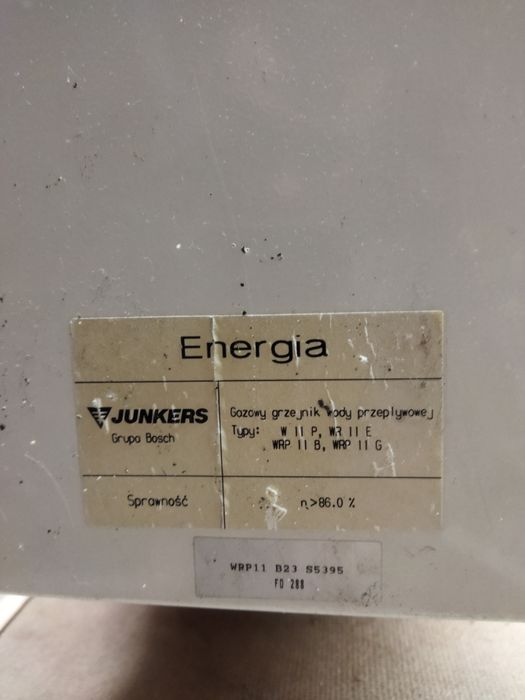 Energia
JUNKERS
Grupa Bosch
Gazowy grzejnik wody przepływowej
Typy: W 11 P, WR 11 E
WRP 11 B, WRP 11 G
Sprawność
η>86.0 %
WRP11 B23 S5395
FD 288